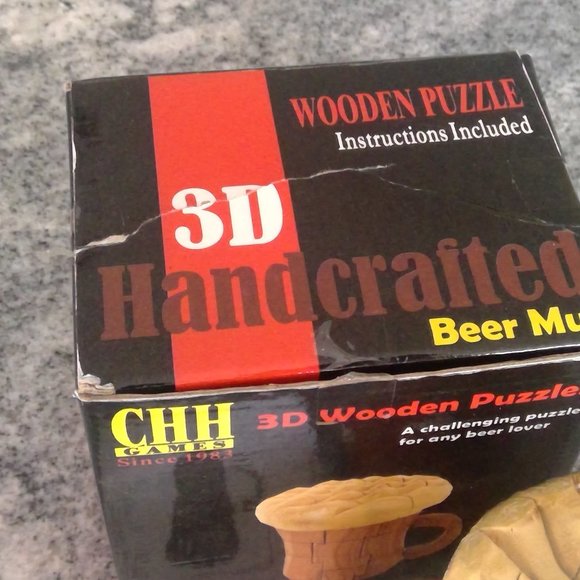 WOODEN PUZZLE
Instructions Included
3D
Handcrafted
Beer Mu
CHH
GAMES
Since 1983
3D Wooden Puzzle
A challenging puzzle
for any beer lover